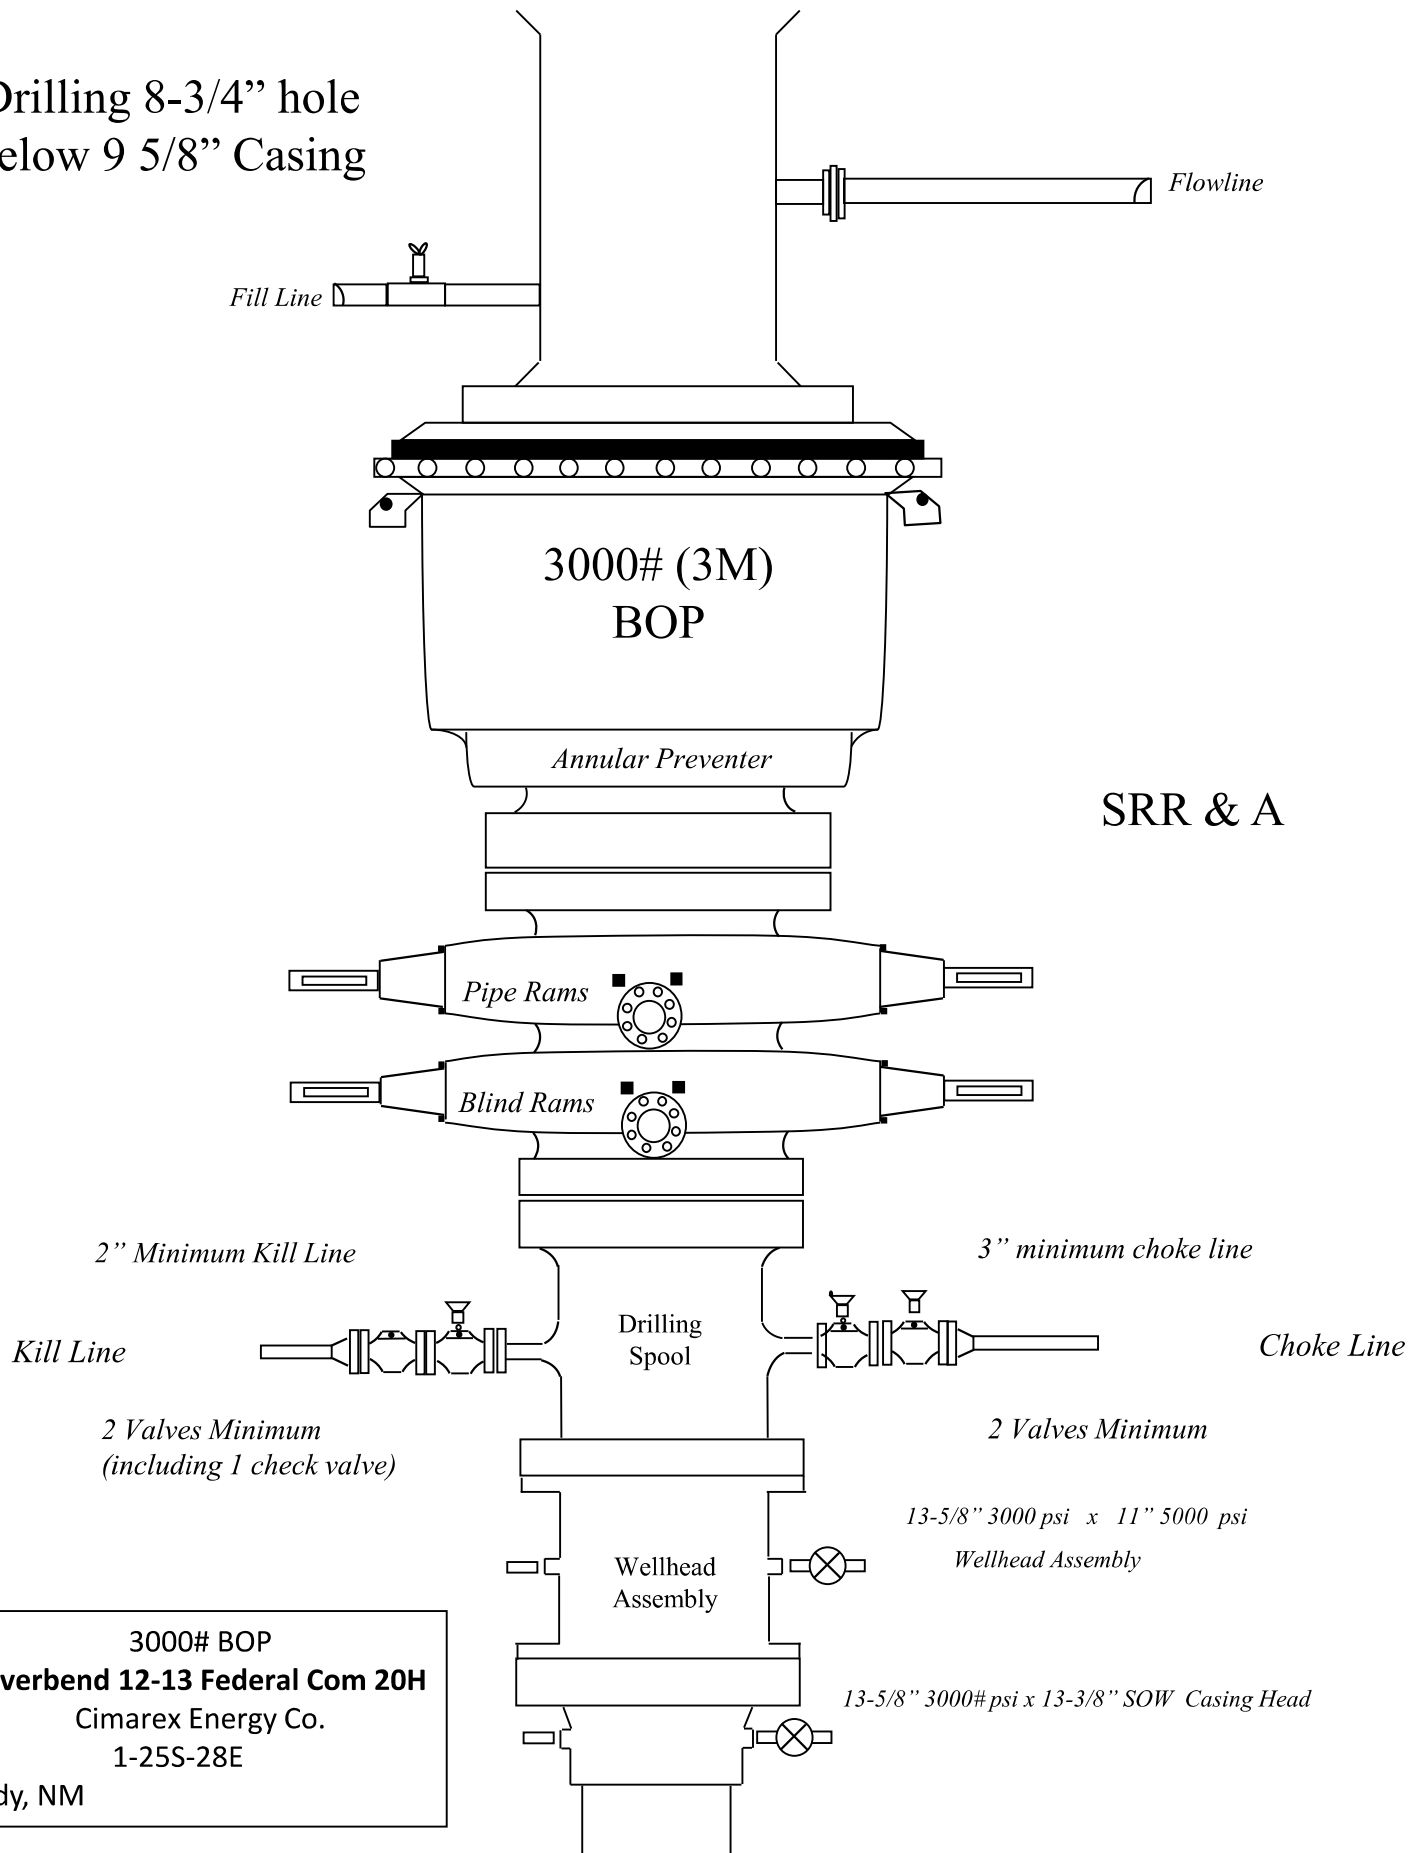 Drilling 8-3/4” hole
elow 9 5/8” Casing
Flowline
Fill Line
3000# (3M)
BOP
Annular Preventer
SRR & A
Pipe Rams
Blind Rams
2” Minimum Kill Line
3” minimum choke line
Drilling
Spool
Kill Line
Choke Line
2 Valves Minimum
(including 1 check valve)
2 Valves Minimum
13-5/8” 3000 psi x 11” 5000 psi
Wellhead Assembly
Wellhead
Assembly
3000# BOP
verbend 12-13 Federal Com 20H
Cimarex Energy Co.
1-25S-28E
dy, NM
13-5/8” 3000# psi x 13-3/8” SOW Casing Head